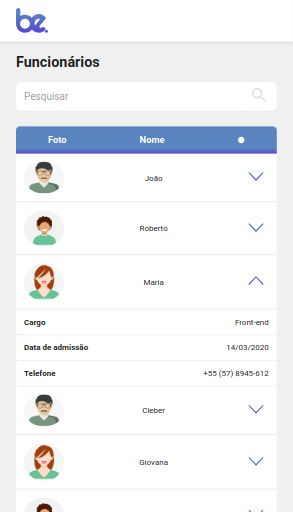 be.
Funcionários
Pesquisar
Foto Nome
João
Roberto
Maria
Cargo Front-end
Data de admissão 14/03/2020
Telefone +55 (57) 8945-612
Cleber
Giovana